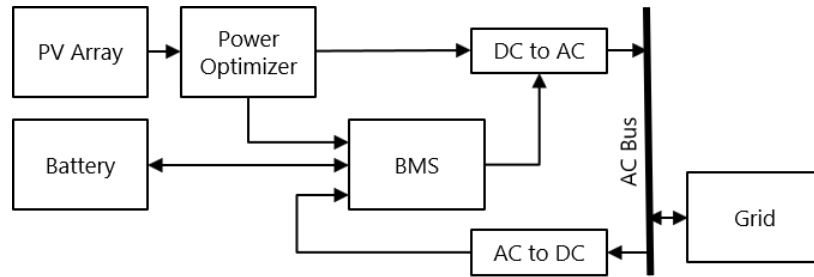 PV Array
Power
Optimizer
DC to AC
Battery
BMS
AC Bus
Grid
AC to DC